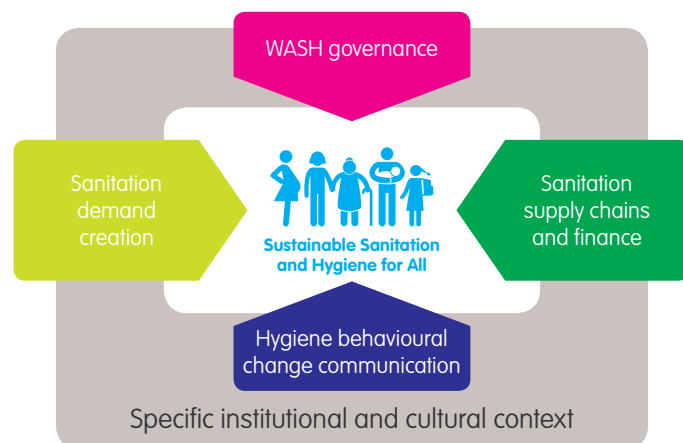 WASH governance
Sanitation
demand
creation
Sustainable Sanitation
and Hygiene for All
Sanitation
supply chains
and finance
Hygiene behavioural
change communication
Specific institutional and cultural context